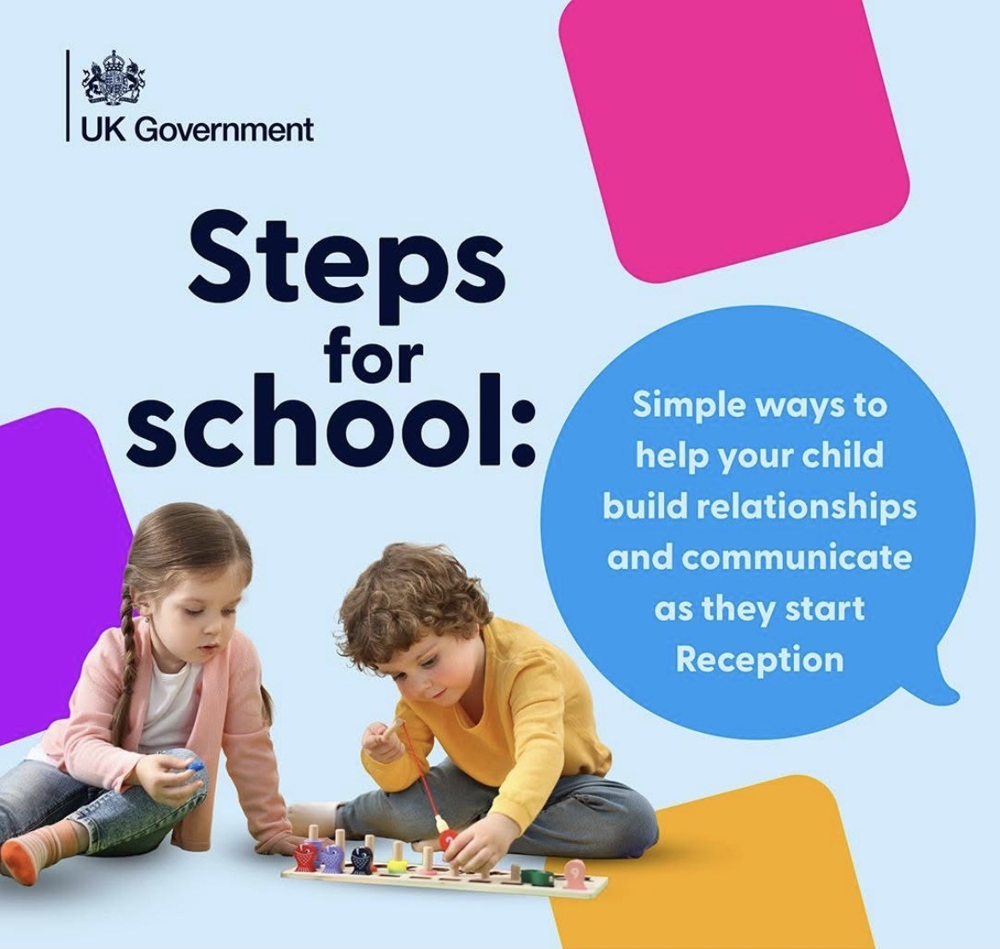 UK Government
Steps
for
school:
Simple ways to
help your child
build relationships
and communicate
as they start
Reception